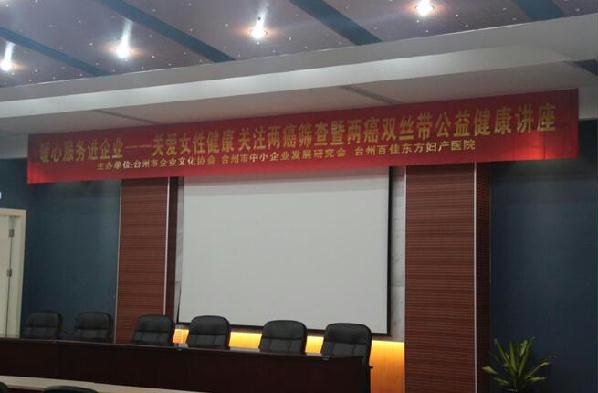 暖心服务进企业——关爱女性健康 关注两癌筛查暨两癌双丝带公益健康讲座
主办单位:台州市企业文化协会 台州市中小企业发展研究会 台州百佳东方妇产医院